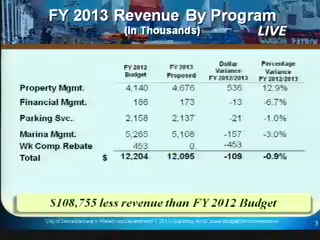 FY 2013 Revenue By Program
(In Thousands)
LIVE
FY 2012 Budget FY 2013 Proposed Dollar Variance FY 2012/2013 Percentage Variance FY 2012/2013
Property Mgmt. 4,140 4,676 536 12.9%
Financial Mgmt. 186 173 -13 -6.7%
Parking Svc. 2,158 2,137 -21 -1.0%
Marina Mgmt. 5,265 5,108 -157 -3.0%
Wk Comp Rebate 453 0 -453
Total $ 12,204 12,095 -109 -0.9%
$108,755 less revenue than FY 2012 Budget